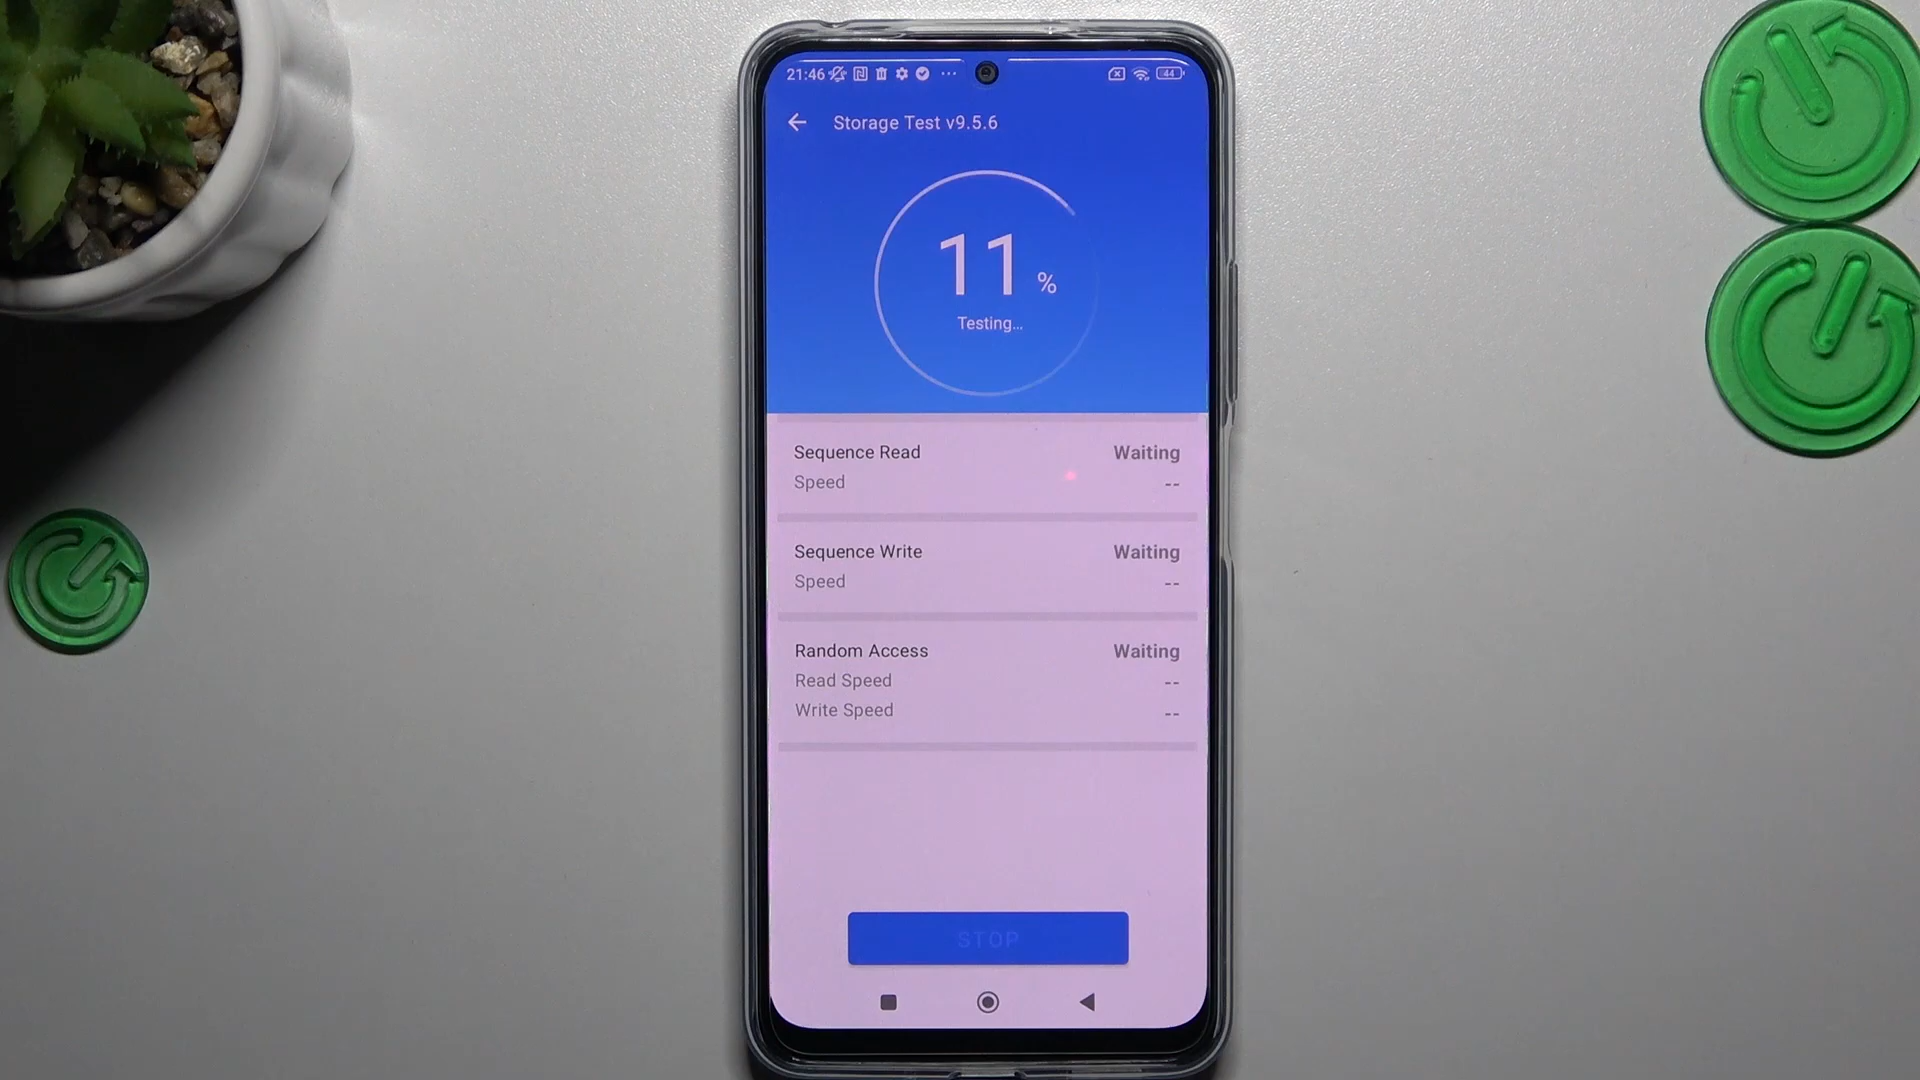 21:46 ... 44
Storage Test v9.5.6
11 %
Testing...
Sequence Read Waiting
Speed --
Sequence Write Waiting
Speed --
Random Access Waiting
Read Speed --
Write Speed --
STOP